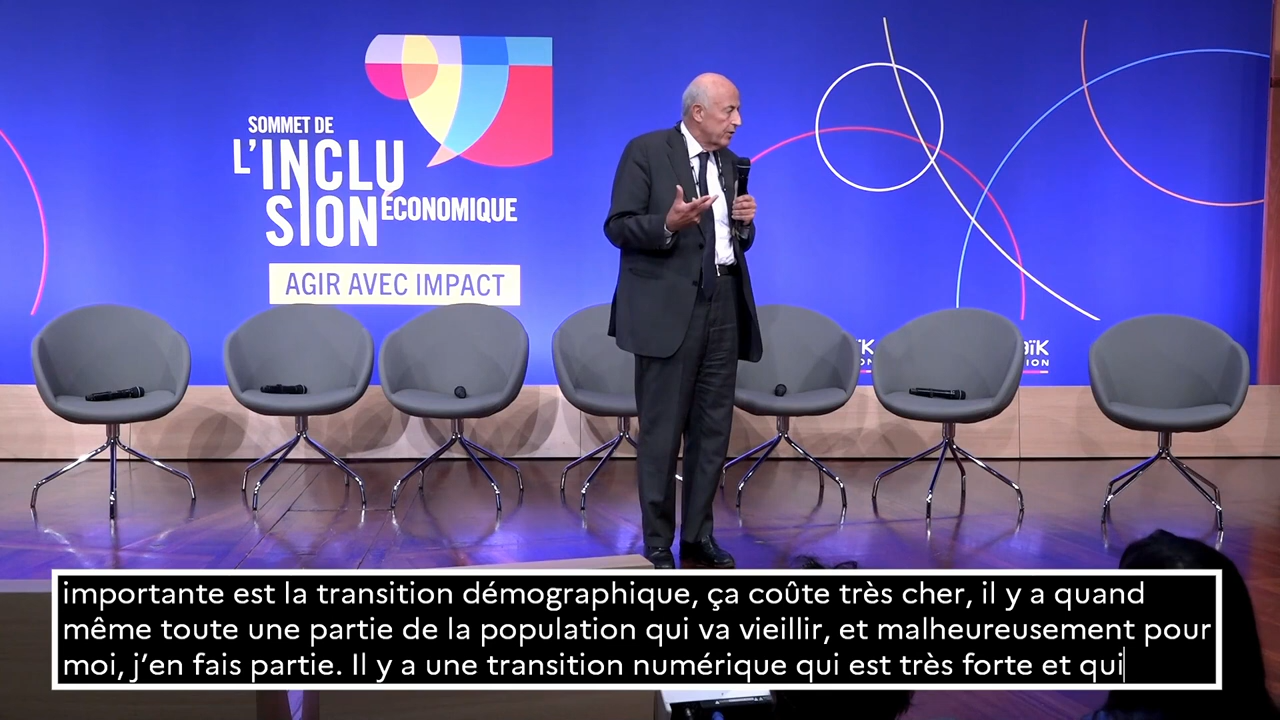 SOMMET DE
L'INCLU
SION ÉCONOMIQUE
AGIR AVEC IMPACT
importante est la transition démographique, ça coûte très cher, il y a quand
même toute une partie de la population qui va vieillir, et malheureusement pour
moi, j'en fais partie. Il y a une transition numérique qui est très forte et qui